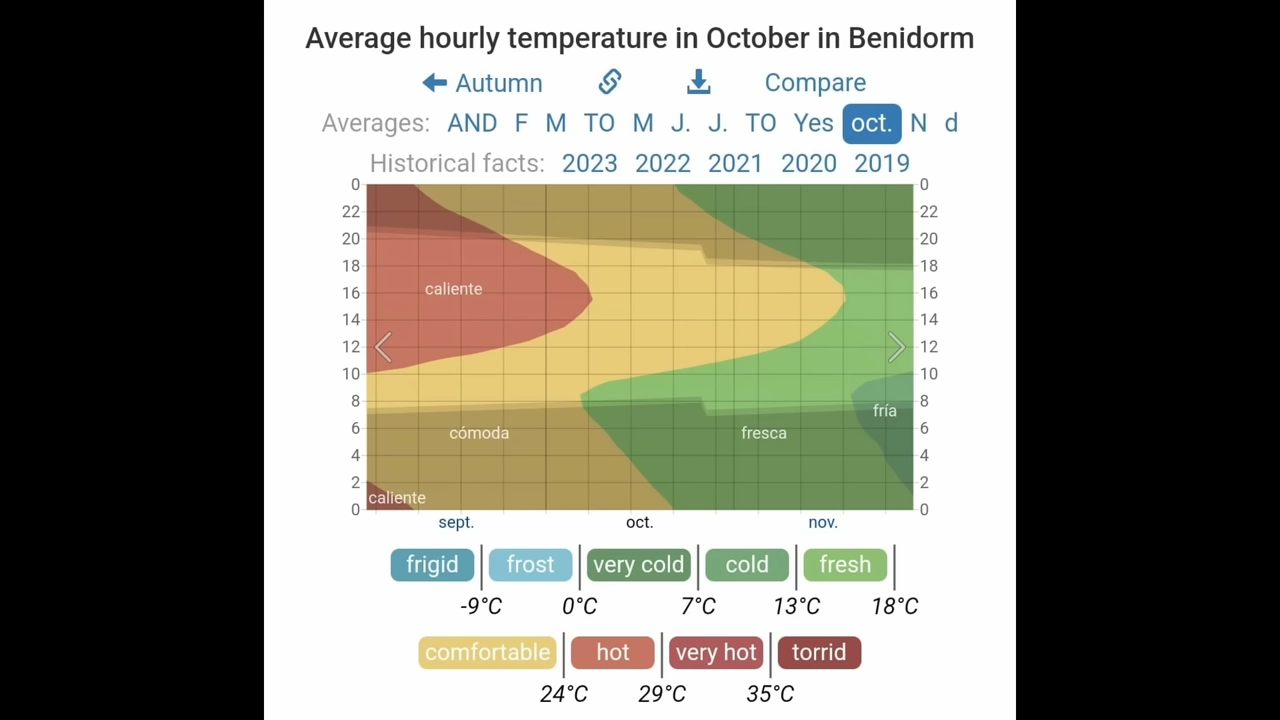 Average hourly temperature in October in Benidorm
Autumn Compare
Averages: AND F M TO M J. J. TO Yes oct. N d
Historical facts: 2023 2022 2021 2020 2019
0 0
22 22
20 20
18 18
caliente
16 16
14 14
12 12
10 10
8 8
fría
6 6
cómoda fresca
4 4
2 2
caliente
0 0
sept. oct. nov.
frigid frost very cold cold fresh
-9°C 0°C 7°C 13°C 18°C
comfortable hot very hot torrid
24°C 29°C 35°C